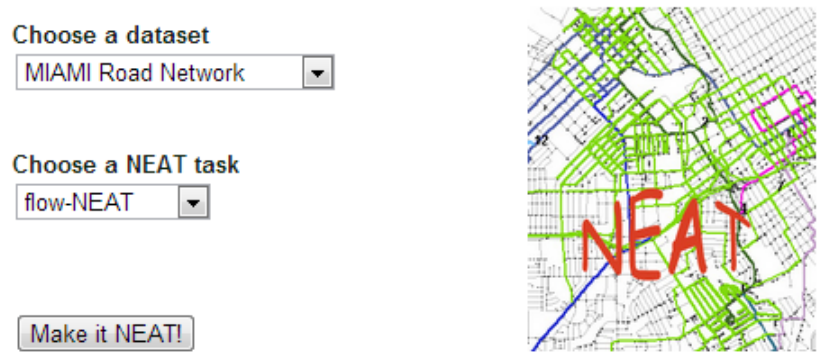 Choose a dataset
MIAMI Road Network
Choose a NEAT task
flow-NEAT
Make it NEAT!
NEAT